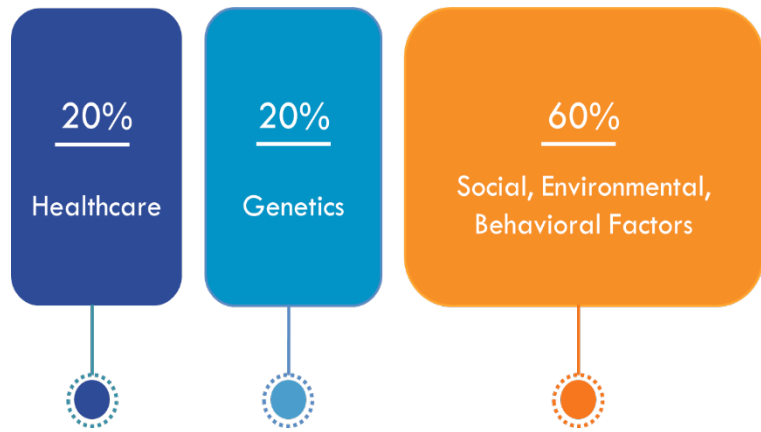 20%
Healthcare
20%
Genetics
60%
Social, Environmental,
Behavioral Factors